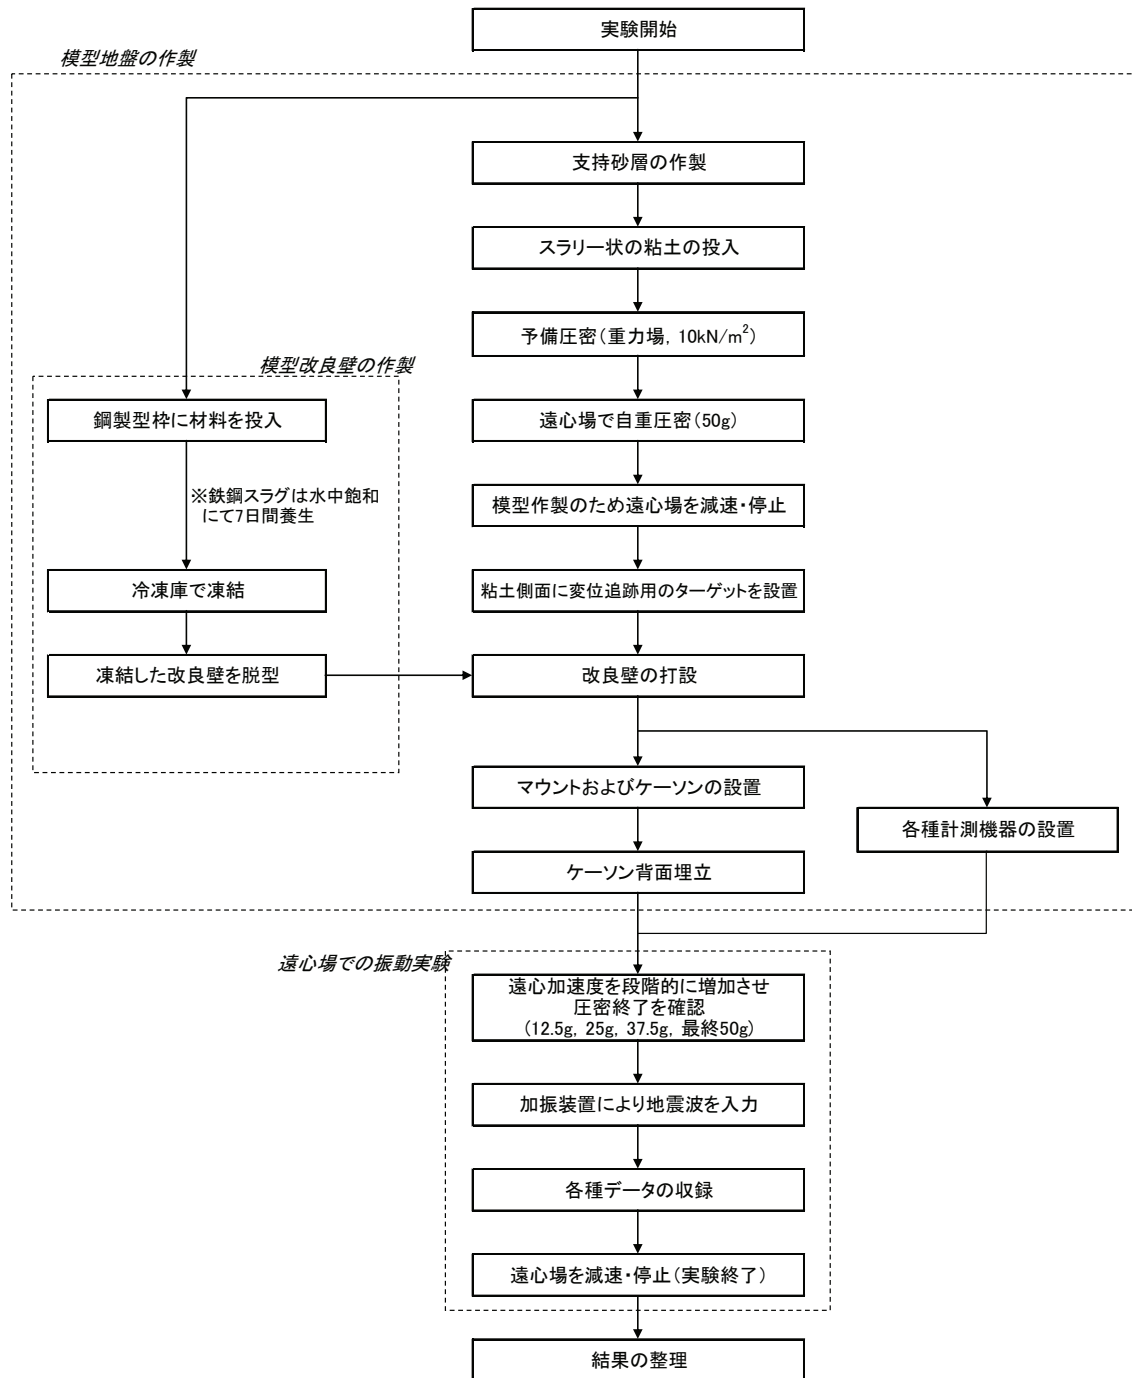 実験開始
模型地盤の作製
支持砂層の作製
スラリー状の粘土の投入
予備圧密(重力場, 10kN/m²)
模型改良壁の作製
鋼製型枠に材料を投入
遠心場で自重圧密(50g)
※鉄鋼スラグは水中飽和
にて7日間養生
模型作製のため遠心場を減速・停止
冷凍庫で凍結
粘土側面に変位追跡用のターゲットを設置
凍結した改良壁を脱型
改良壁の打設
マウントおよびケーソンの設置
各種計測機器の設置
ケーソン背面埋立
遠心場での振動実験
遠心加速度を段階的に増加させ
圧密終了を確認
(12.5g, 25g, 37.5g, 最終50g)
加振装置により地震波を入力
各種データの収録
遠心場を減速・停止(実験終了)
結果の整理